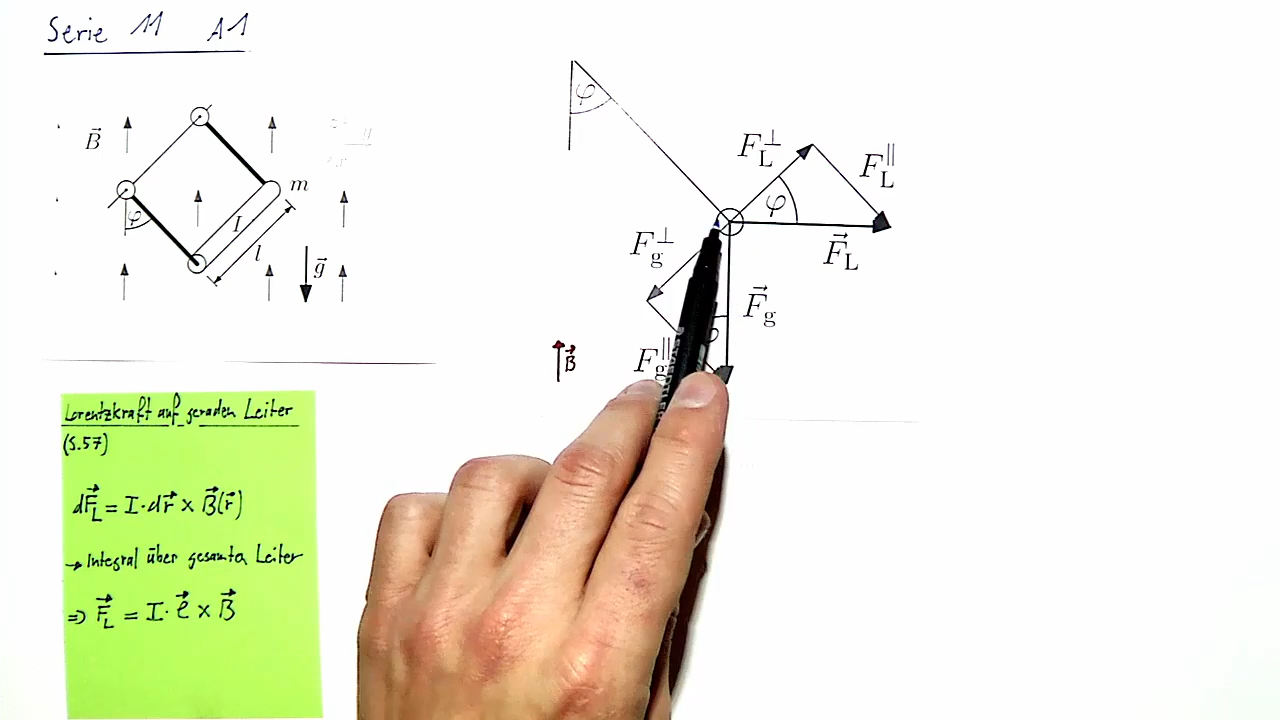 Serie 11 A1
B⃗
m
φ
I
l
g⃗
φ
F_L^⊥
F_L^∥
φ
F⃗_L
F_g^⊥
F⃗_g
φ
F_g^∥
B⃗
Lorentzkraft auf geraden Leiter
(S.57)
dF⃗_L = I·dr⃗ × B⃗(r⃗)
→ Integral über gesamten Leiter
⇒ F⃗_L = I·ℓ⃗ × B⃗